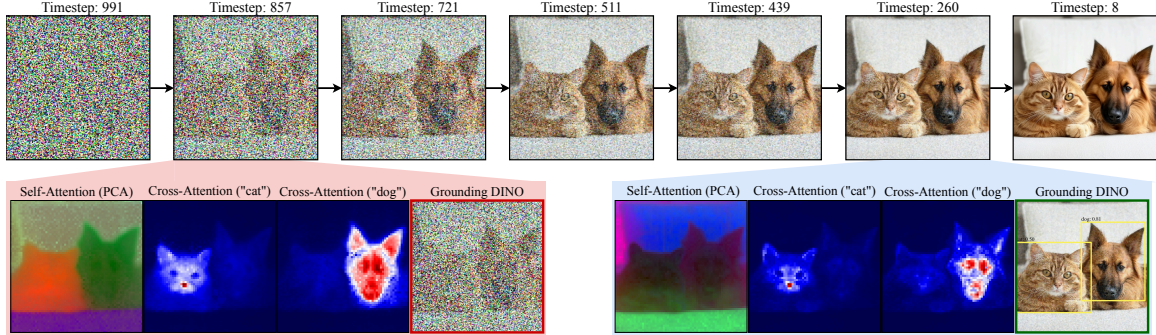 Timestep: 991 Timestep: 857 Timestep: 721 Timestep: 511 Timestep: 439 Timestep: 260 Timestep: 8
Self-Attention (PCA) Cross-Attention ("cat") Cross-Attention ("dog") Grounding DINO
Self-Attention (PCA) Cross-Attention ("cat") Cross-Attention ("dog") Grounding DINO